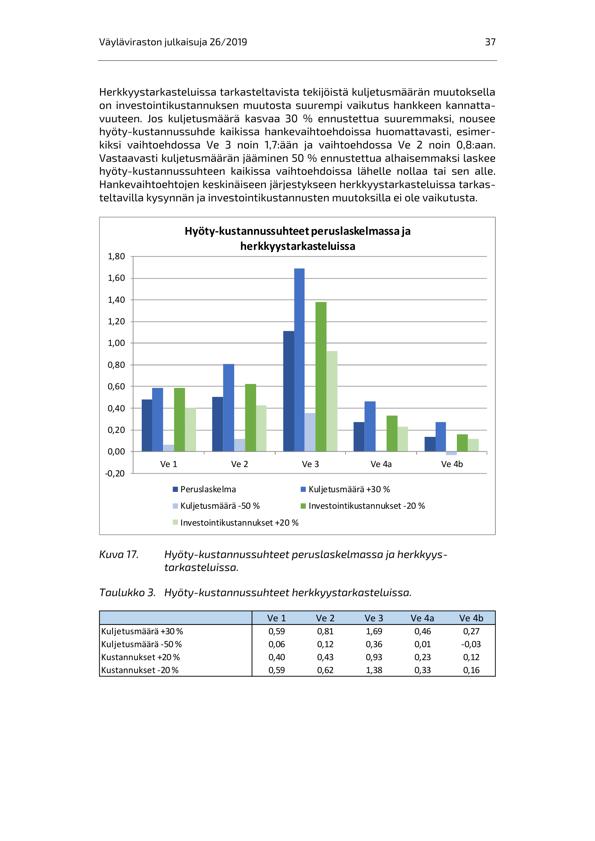 Väyläviraston julkaisuja 26/2019 37
Herkkyystarkasteluissa tarkasteltavista tekijöistä kuljetusmäärän muutoksella
on investointikustannuksen muutosta suurempi vaikutus hankkeen kannatta-
vuuteen. Jos kuljetusmäärä kasvaa 30 % ennustettua suuremmaksi, nousee
hyöty-kustannussuhde kaikissa hankevaihtoehdoissa huomattavasti, esimer-
kiksi vaihtoehdossa Ve 3 noin 1,7:ään ja vaihtoehdossa Ve 2 noin 0,8:aan.
Vastaavasti kuljetusmäärän jääminen 50 % ennustettua alhaisemmaksi laskee
hyöty-kustannussuhteen kaikissa vaihtoehdoissa lähelle nollaa tai sen alle.
Hankevaihtoehtojen keskinäiseen järjestykseen herkkyystarkasteluissa tarkas-
teltavilla kysynnän ja investointikustannusten muutoksilla ei ole vaikutusta.
Hyöty-kustannussuhteet peruslaskelmassa ja
herkkyystarkasteluissa
1,80
1,60
1,40
1,20
1,00
0,80
0,60
0,40
0,20
0,00
-0,20
Ve 1 Ve 2 Ve 3 Ve 4a Ve 4b
Peruslaskelma Kuljetusmäärä +30 %
Kuljetusmäärä -50 % Investointikustannukset -20 %
Investointikustannukset +20 %
Kuva 17. Hyöty-kustannussuhteet peruslaskelmassa ja herkkyys-
tarkasteluissa.
Taulukko 3. Hyöty-kustannussuhteet herkkyystarkasteluissa.
Ve 1 Ve 2 Ve 3 Ve 4a Ve 4b
Kuljetusmäärä +30 % 0,59 0,81 1,69 0,46 0,27
Kuljetusmäärä -50 % 0,06 0,12 0,36 0,01 -0,03
Kustannukset +20 % 0,40 0,43 0,93 0,23 0,12
Kustannukset -20 % 0,59 0,62 1,38 0,33 0,16